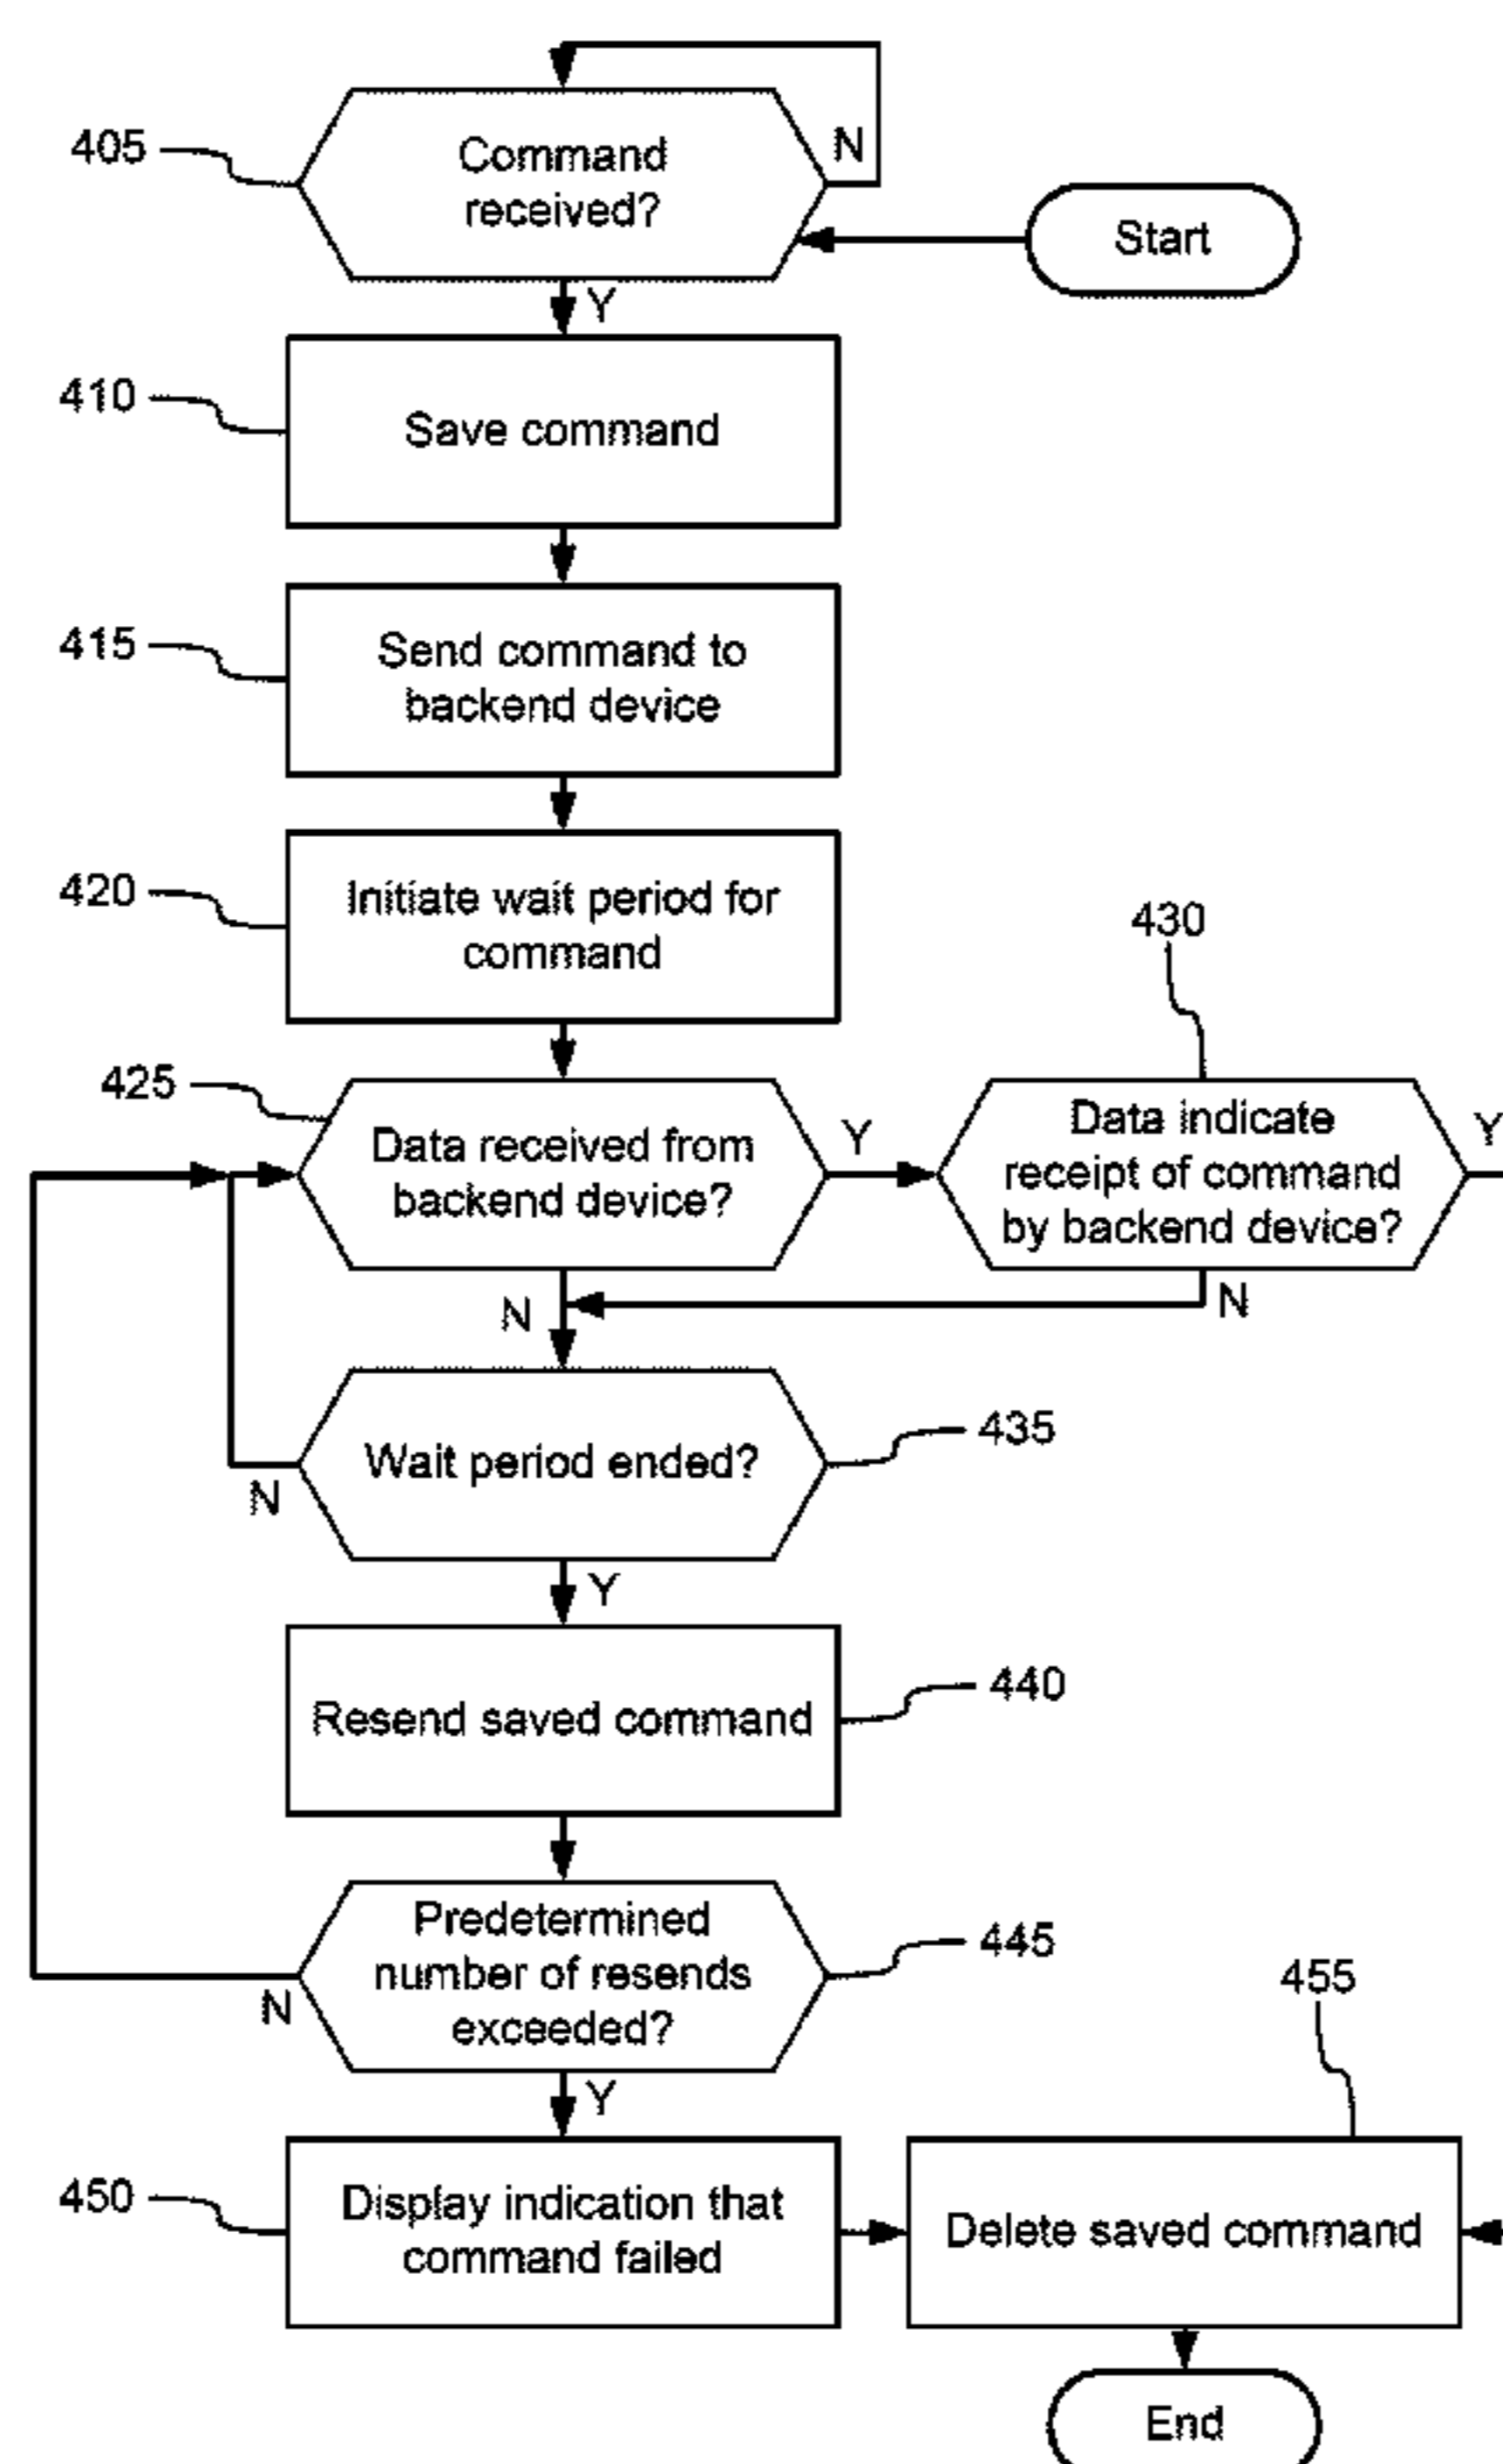 405
Command
received?
N
Start
Y
410
Save command
415
Send command to
backend device
420
Initiate wait period for
command
430
425
Data received from
backend device?
Y
Data indicate
receipt of command
by backend device?
Y
N
N
Wait period ended?
435
N
Y
Resend saved command
440
Predetermined
number of resends
exceeded?
445
N
455
Y
450
Display indication that
command failed
Delete saved command
End